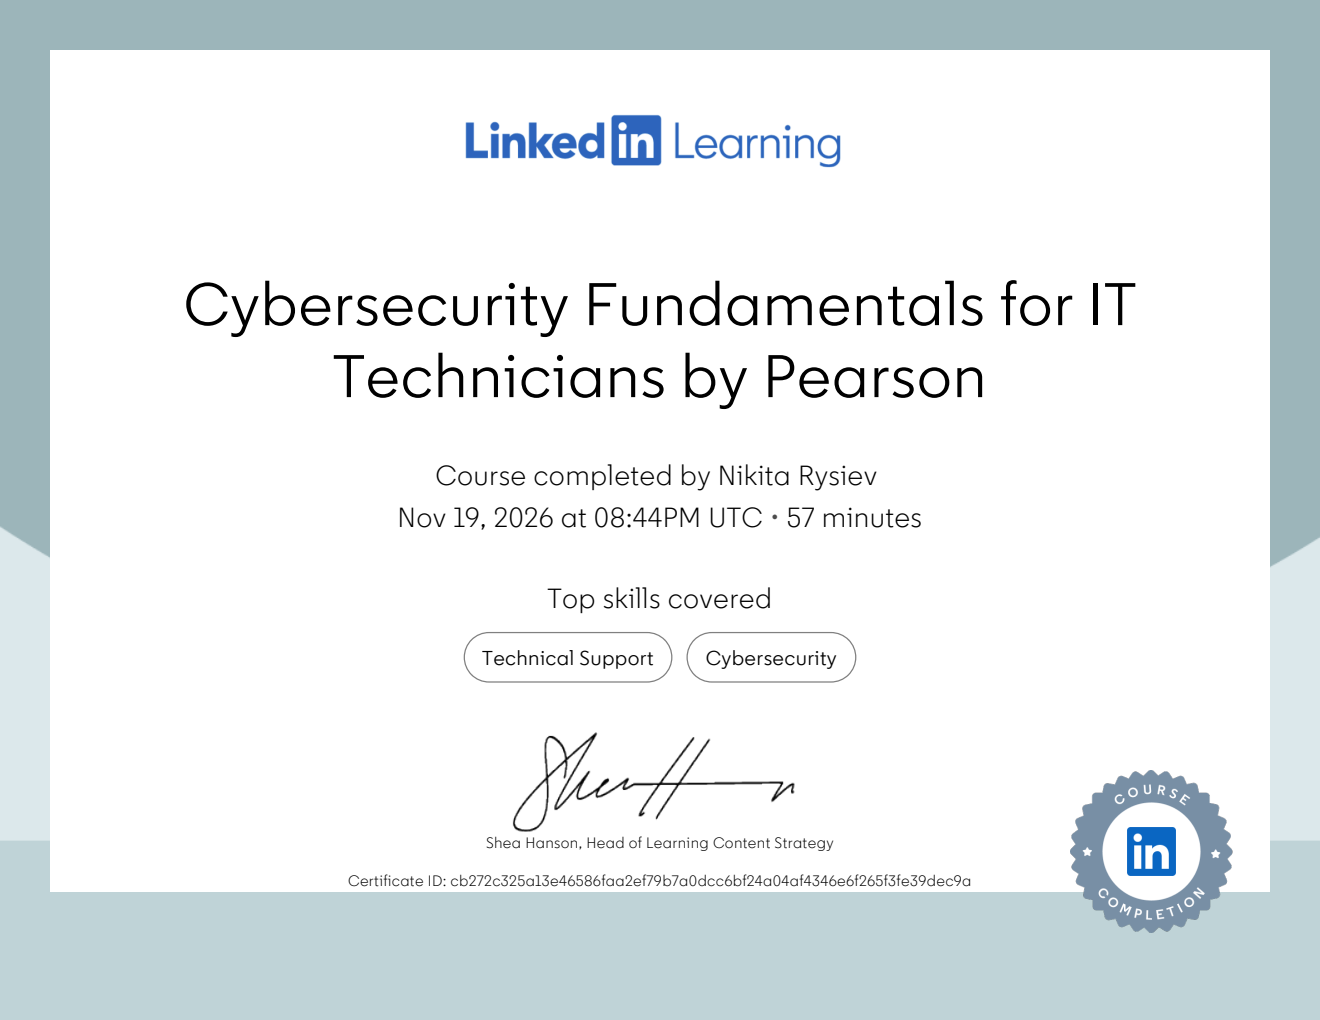 Linked in Learning
Cybersecurity Fundamentals for IT
Technicians by Pearson
Course completed by Nikita Rysiev
Nov 19, 2026 at 08:44PM UTC • 57 minutes
Top skills covered
Technical Support
Cybersecurity
Shea Hanson, Head of Learning Content Strategy
Certificate ID: cb272c325a13e46586faa2ef79b7a0dcc6bf24a04af4346e6f265f3fe39dec9a
COURSE
in
COMPLETION